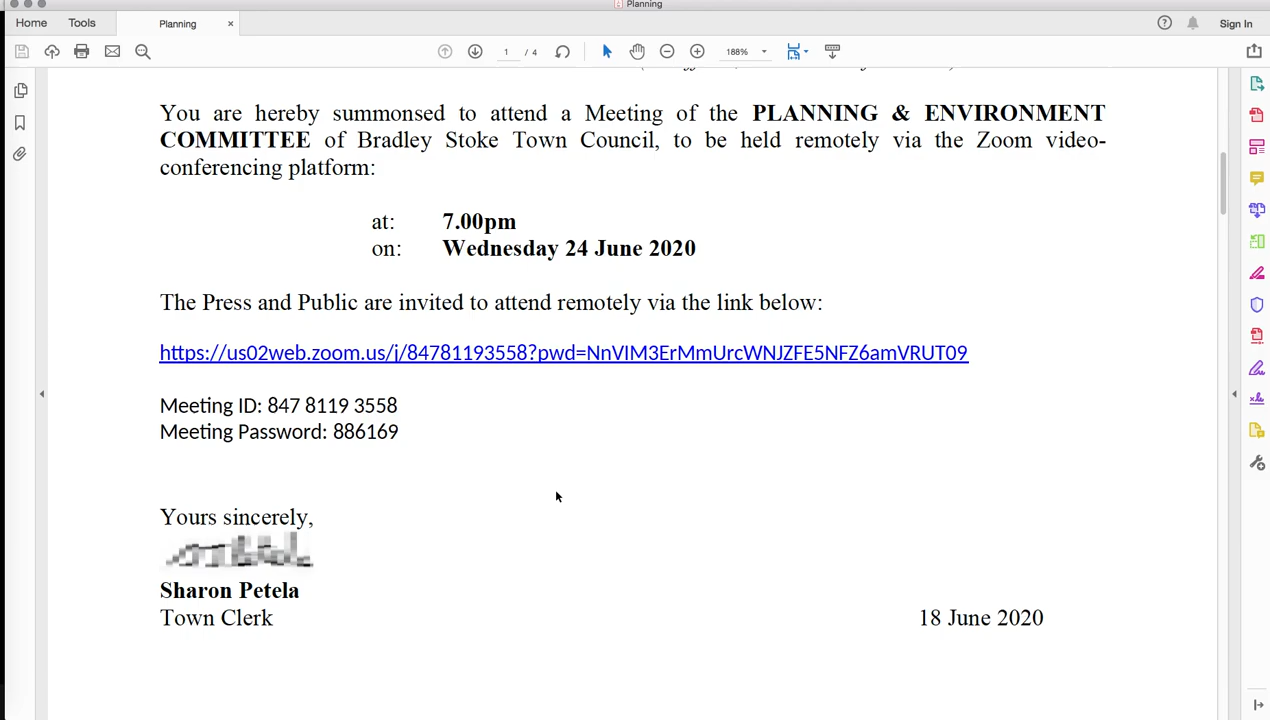 Planning
Home Tools Planning × Sign In
1 / 4 188%
You are hereby summonsed to attend a Meeting of the PLANNING & ENVIRONMENT
COMMITTEE of Bradley Stoke Town Council, to be held remotely via the Zoom video-
conferencing platform:
at: 7.00pm
on: Wednesday 24 June 2020
The Press and Public are invited to attend remotely via the link below:
https://us02web.zoom.us/j/84781193558?pwd=NnVIM3ErMmUrcWNJZFE5NFZ6amVRUT09
Meeting ID: 847 8119 3558
Meeting Password: 886169
Yours sincerely,
Sharon Petela
Town Clerk 18 June 2020